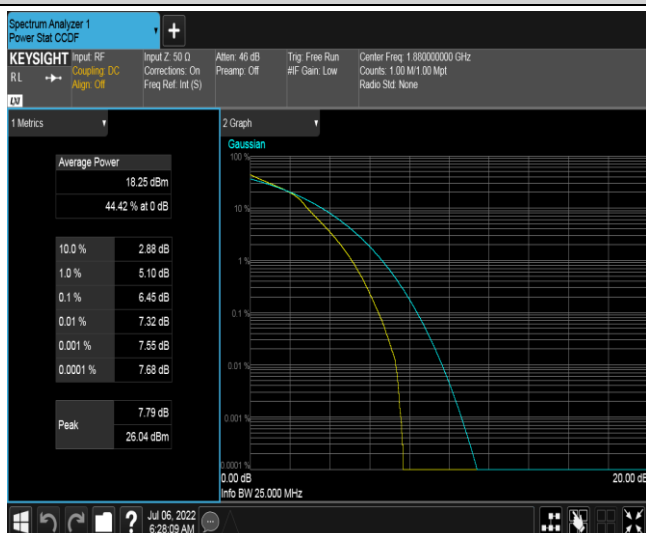 Spectrum Analyzer 1
Power Stat CCDF
KEYSIGHT
RL
LXI
Input: RF
Coupling: DC
Align: Off
Input Z: 50 Ω
Corrections: On
Freq Ref: Int (S)
Atten: 46 dB
Preamp: Off
Trig: Free Run
#IF Gain: Low
Center Freq: 1.880000000 GHz
Counts: 1.00 M/1.00 Mpt
Radio Std: None
1 Metrics
Average Power
18.25 dBm
44.42 % at 0 dB
10.0 % 2.88 dB
1.0 % 5.10 dB
0.1 % 6.45 dB
0.01 % 7.32 dB
0.001 % 7.55 dB
0.0001 % 7.68 dB
Peak
7.79 dB
26.04 dBm
2 Graph
Gaussian
100 %
10 %
1 %
0.1 %
0.01 %
0.001 %
0.0001 %
0.00 dB 20.00 dB
Info BW 25.000 MHz
Jul 06, 2022
6:28:09 AM